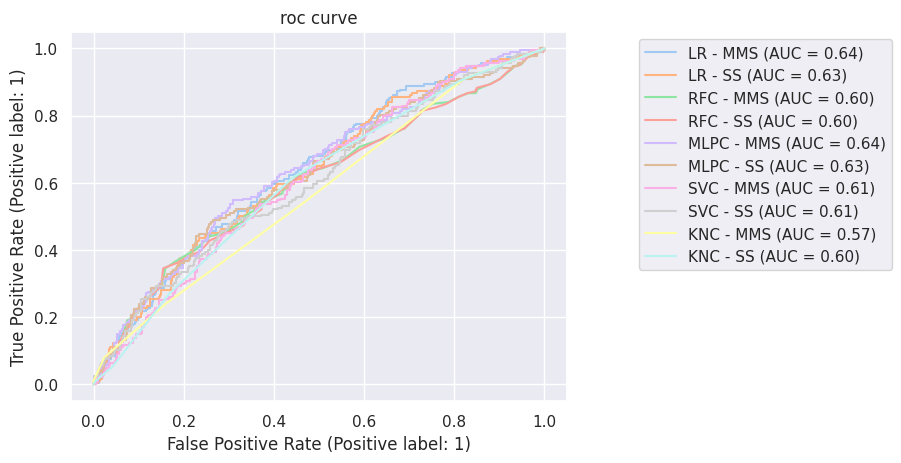 roc curve
1.0
0.8
0.6
0.4
0.2
0.0
True Positive Rate (Positive label: 1)
0.0 0.2 0.4 0.6 0.8 1.0
False Positive Rate (Positive label: 1)
LR - MMS (AUC = 0.64)
LR - SS (AUC = 0.63)
RFC - MMS (AUC = 0.60)
RFC - SS (AUC = 0.60)
MLPC - MMS (AUC = 0.64)
MLPC - SS (AUC = 0.63)
SVC - MMS (AUC = 0.61)
SVC - SS (AUC = 0.61)
KNC - MMS (AUC = 0.57)
KNC - SS (AUC = 0.60)